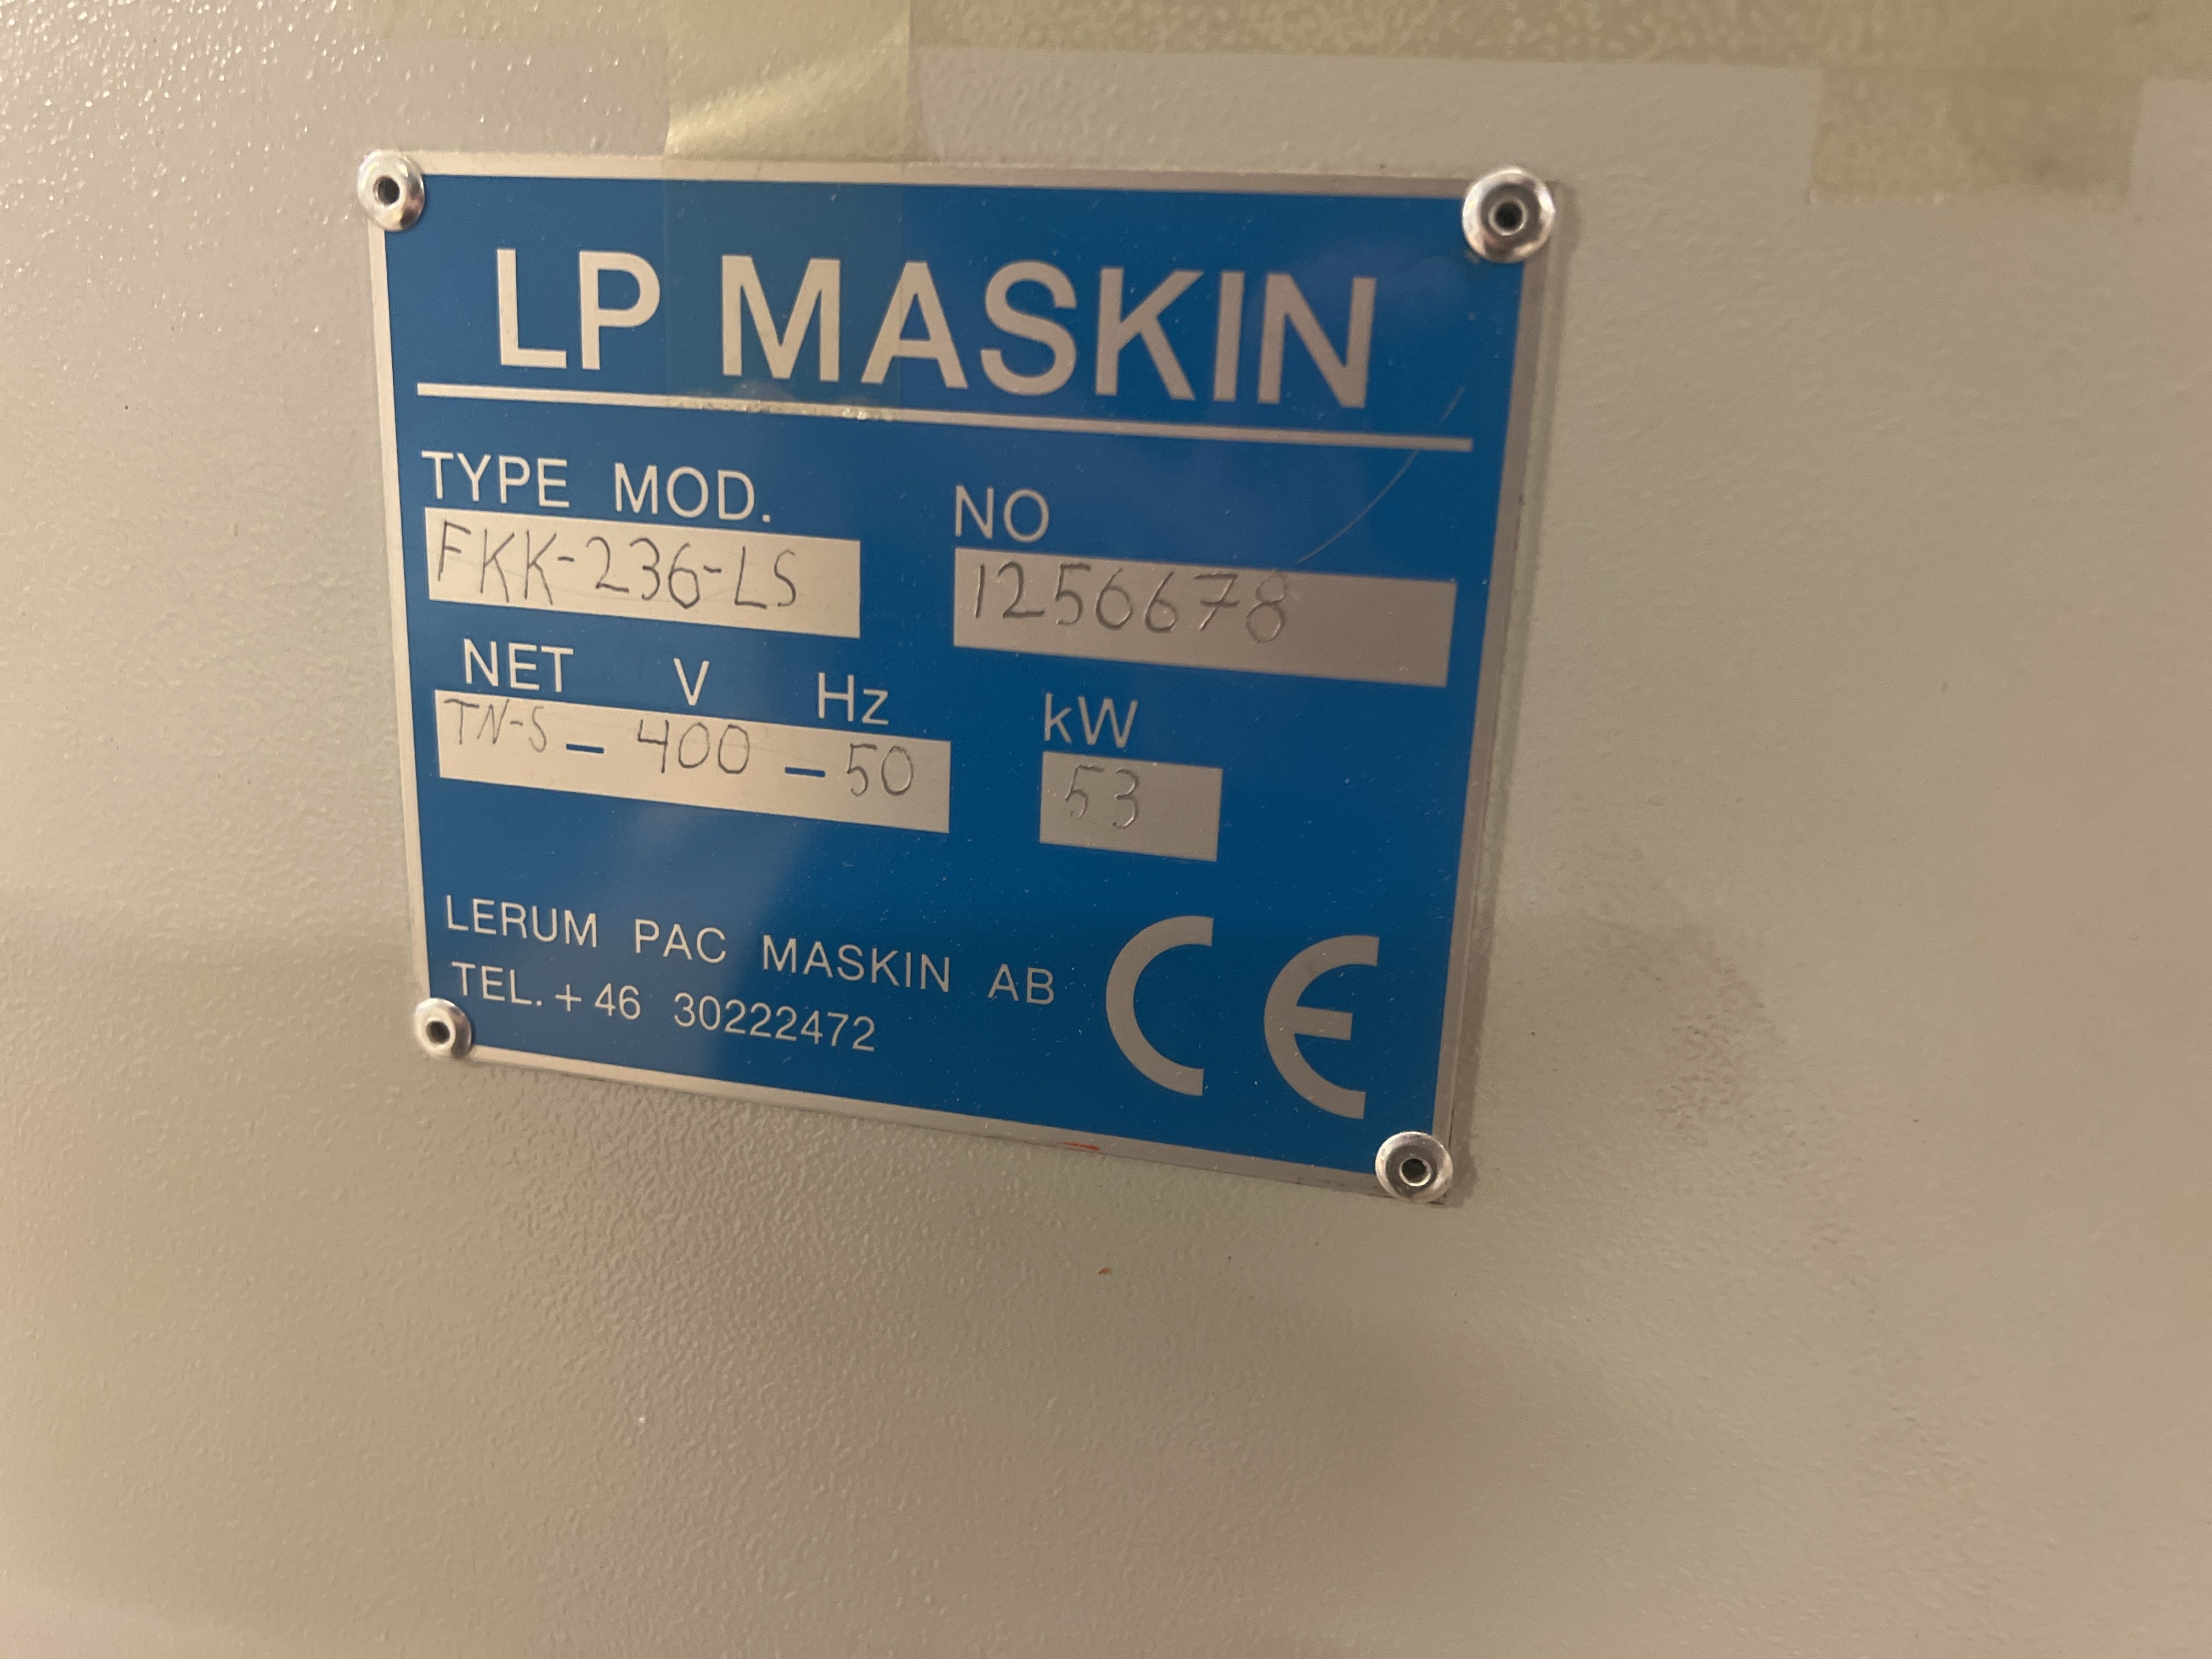 LP MASKIN
TYPE MOD. NO
FKK-236-LS 1256678
NET V Hz kW
TN-S - 400 - 50 53
LERUM PAC MASKIN AB
TEL. +46 30222472
CE